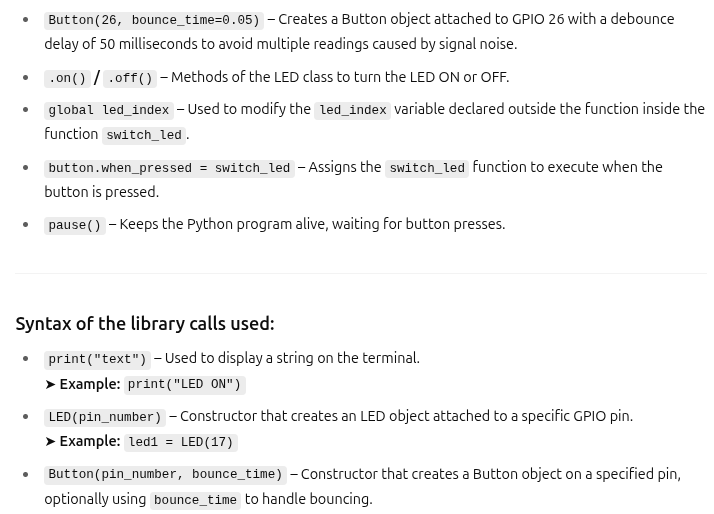 • Button(26, bounce_time=0.05) – Creates a Button object attached to GPIO 26 with a debounce
delay of 50 milliseconds to avoid multiple readings caused by signal noise.
• .on() / .off() – Methods of the LED class to turn the LED ON or OFF.
• global led_index – Used to modify the led_index variable declared outside the function inside the
function switch_led.
• button.when_pressed = switch_led – Assigns the switch_led function to execute when the
button is pressed.
• pause() – Keeps the Python program alive, waiting for button presses.
Syntax of the library calls used:
• print("text") – Used to display a string on the terminal.
➤ Example: print("LED ON")
• LED(pin_number) – Constructor that creates an LED object attached to a specific GPIO pin.
➤ Example: led1 = LED(17)
• Button(pin_number, bounce_time) – Constructor that creates a Button object on a specified pin,
optionally using bounce_time to handle bouncing.